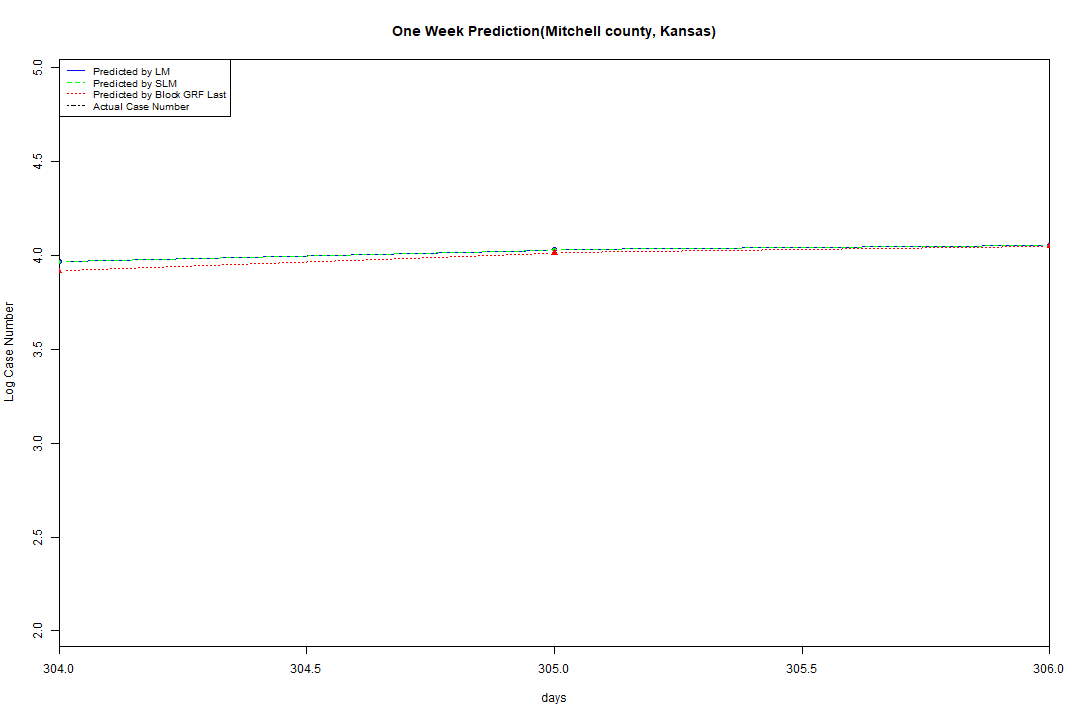 One Week Prediction(Mitchell county, Kansas)
Predicted by LM
Predicted by SLM
Predicted by Block GRF Last
Actual Case Number
Log Case Number
5.0
4.5
4.0
3.5
3.0
2.5
2.0
304.0 304.5 305.0 305.5 306.0
days